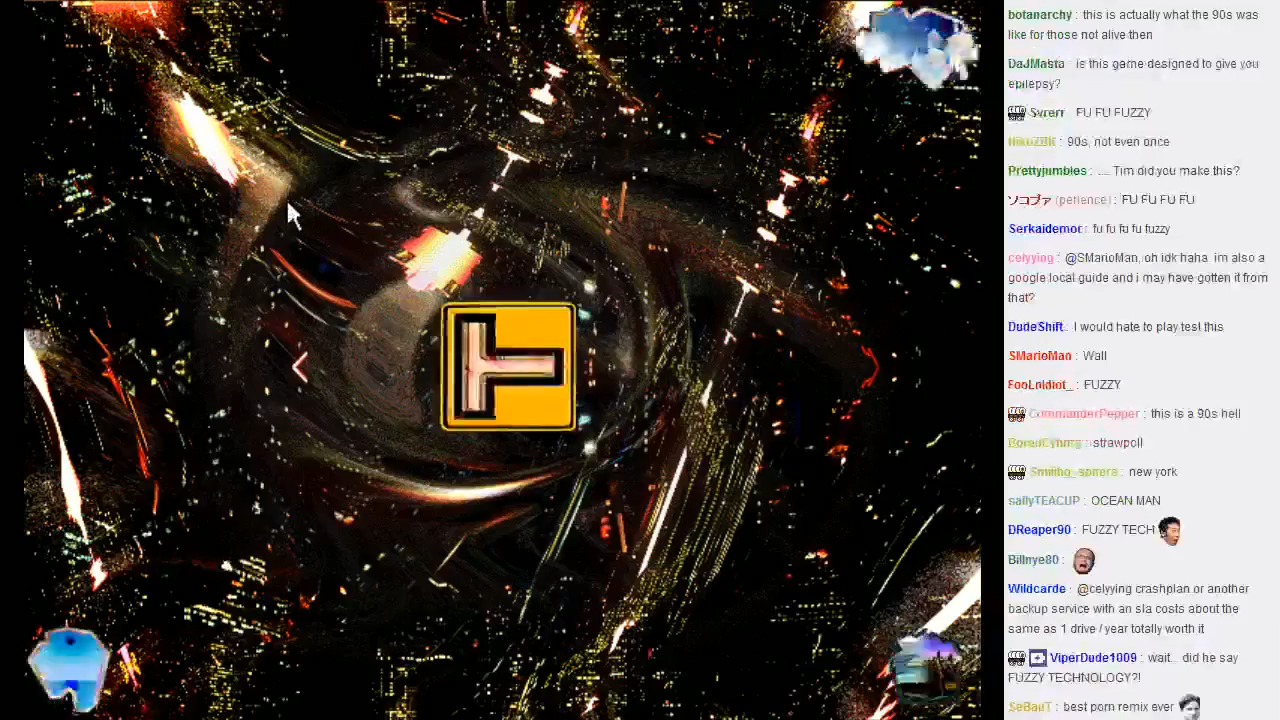 botanarchy : this is actually what the 90s was
like for those not alive then
DaJMasta : is this game designed to give you
epilepsy?
: FU FU FUZZY
: 90s, not even once
Prettyjumbles : .... Tim did you make this?
ソコブァ (petience) : FU FU FU FU
Serkaidemor : fu fu fu fu fuzzy
celyying : @SMarioMan, oh idk haha. im also a
google local guide and i may have gotten it from
that?
DudeShift : I would hate to play test this
SMarioMan : Wall
FooLntdiot_ : FUZZY
CommanderPepper : this is a 90s hell
: strawpoll
: new york
sallyTEACUP : OCEAN MAN
DReaper90 : FUZZY TECH
Billnye80 :
Wildcarde : @celyying crashplan or another
backup service with an sla costs about the
same as 1 drive / year totally worth it
ViperDude1009 : wait... did he say
FUZZY TECHNOLOGY?!
SeBauT : best porn remix ever